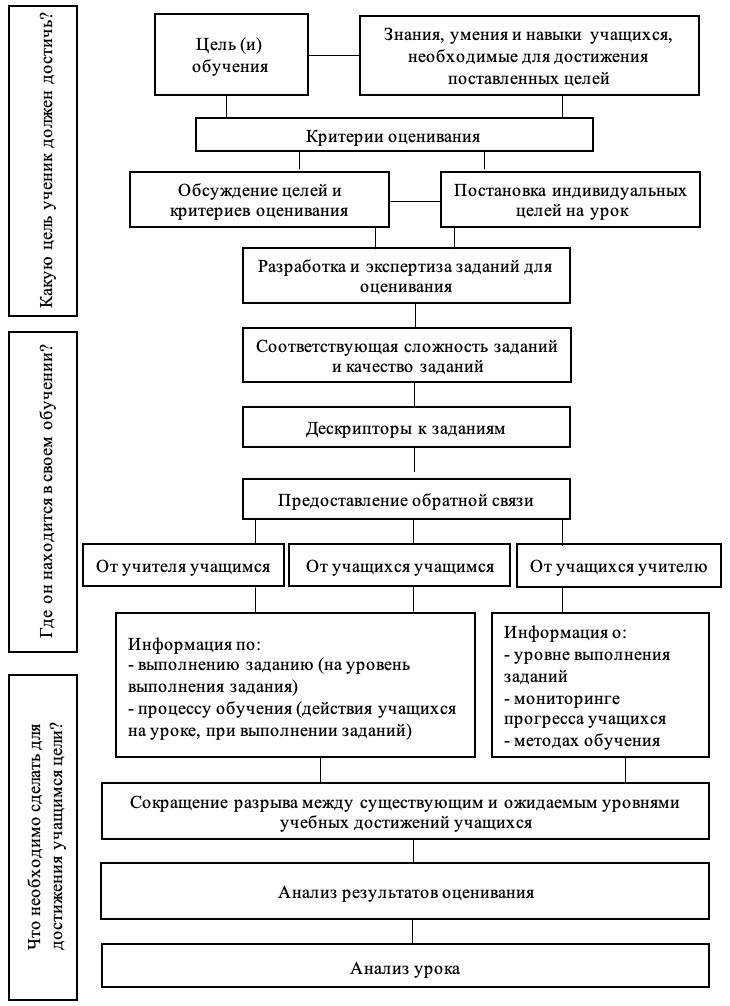 Какую цель ученик должен достичь?
Цель (и)
обучения
Знания, умения и навыки учащихся,
необходимые для достижения
поставленных целей
Критерии оценивания
Обсуждение целей и
критериев оценивания
Постановка индивидуальных
целей на урок
Разработка и экспертиза заданий для
оценивания
Где он находится в своем обучении?
Соответствующая сложность заданий
и качество заданий
Дескрипторы к заданиям
Предоставление обратной связи
От учителя учащимся
От учащихся учащимся
От учащихся учителю
Информация по:
- выполнению заданию (на уровень
выполнения задания)
- процессу обучения (действия учащихся
на уроке, при выполнении заданий)
Информация о:
- уровне выполнения
заданий
- мониторинге
прогресса учащихся
- методах обучения
Что необходимо сделать для
достижения учащимся цели?
Сокращение разрыва между существующим и ожидаемым уровнями
учебных достижений учащихся
Анализ результатов оценивания
Анализ урока